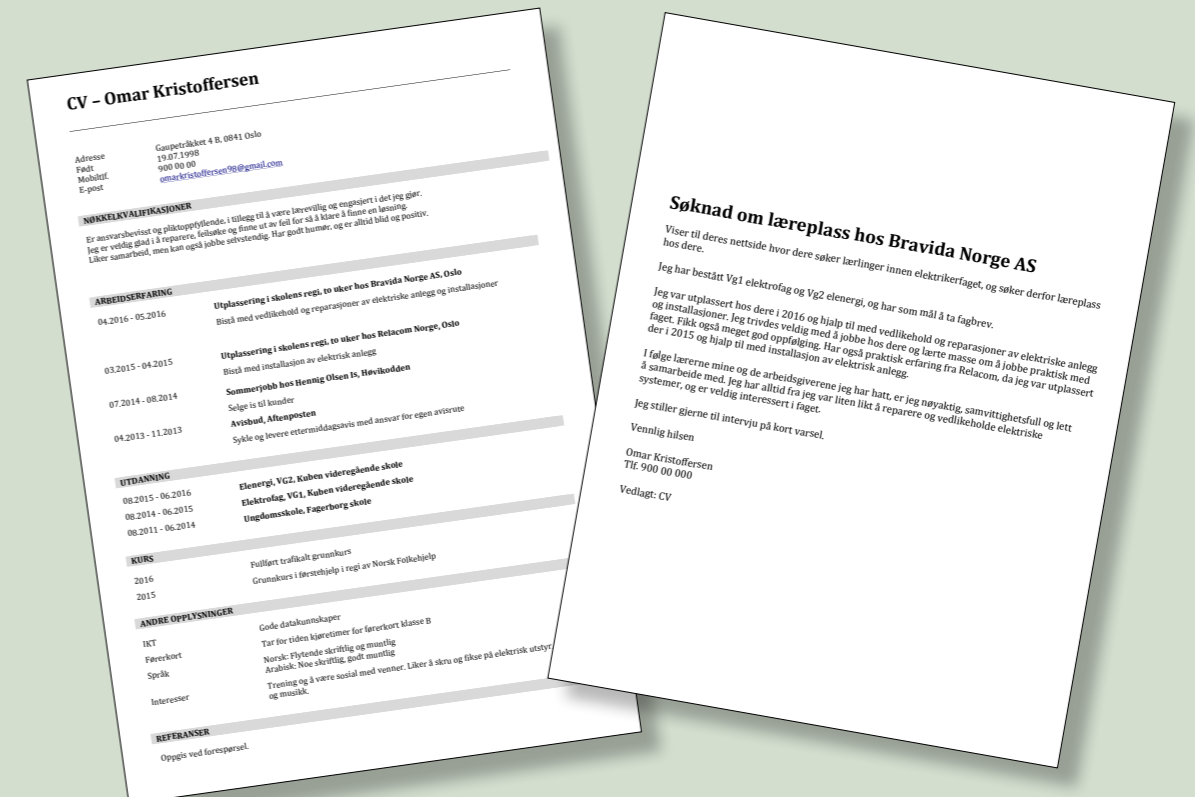 CV – Omar Kristoffersen
Adresse Gaupetråkket 4 B, 0841 Oslo
Født 19.07.1998
Mobiltlf. 900 00 00
E-post omarkristoffersen98@gmail.com
NØKKELKVALIFIKASJONER
Er ansvarsbevisst og pliktoppfyllende, i tillegg til å være lærevillig og engasjert i det jeg gjør.
Jeg er veldig glad i å reparere, feilsøke og finne ut av feil for så å klare å finne en løsning.
Liker samarbeid, men kan også jobbe selvstendig. Har godt humør, og er alltid blid og positiv.
ARBEIDSERFARING
04.2016 - 05.2016 Utplassering i skolens regi, to uker hos Bravida Norge AS, Oslo
Bistå med vedlikehold og reparasjoner av elektriske anlegg og installasjoner
03.2015 - 04.2015 Utplassering i skolens regi, to uker hos Relacom Norge, Oslo
Bistå med installasjon av elektrisk anlegg
07.2014 - 08.2014 Sommerjobb hos Hennig Olsen Is, Høvikodden
Selge is til kunder
04.2013 - 11.2013 Avisbud, Aftenposten
Sykle og levere ettermiddagsavis med ansvar for egen avisrute
UTDANNING
08.2015 - 06.2016 Elenergi, VG2, Kuben videregående skole
08.2014 - 06.2015 Elektrofag, VG1, Kuben videregående skole
08.2011 - 06.2014 Ungdomsskole, Fagerborg skole
KURS
2016 Fullført trafikalt grunnkurs
2015 Grunnkurs i førstehjelp i regi av Norsk Folkehjelp
ANDRE OPPLYSNINGER
IKT Gode datakunnskaper
Førerkort Tar for tiden kjøretimer for førerkort klasse B
Språk Norsk: Flytende skriftlig og muntlig
Arabisk: Noe skriftlig, godt muntlig
Interesser Trening og å være sosial med venner. Liker å skru og fikse på elektrisk utstyr,
og musikk.
REFERANSER
Oppgis ved forespørsel.
Søknad om læreplass hos Bravida Norge AS
Viser til deres nettside hvor dere søker lærlinger innen elektrikerfaget, og søker derfor læreplass
hos dere.
Jeg har bestått Vg1 elektrofag og Vg2 elenergi, og har som mål å ta fagbrev.
Jeg var utplassert hos dere i 2016 og hjalp til med vedlikehold og reparasjoner av elektriske anlegg
og installasjoner. Jeg trivdes veldig med å jobbe hos dere og lærte masse om å jobbe praktisk med
faget. Fikk også meget god oppfølging. Har også praktisk erfaring fra Relacom, da jeg var utplassert
der i 2015 og hjalp til med installasjon av elektrisk anlegg.
I følge lærerne mine og de arbeidsgiverene jeg har hatt, er jeg nøyaktig, samvittighetsfull og lett
å samarbeide med. Jeg har alltid fra jeg var liten likt å reparere og vedlikeholde elektriske
systemer, og er veldig interessert i faget.
Jeg stiller gjerne til intervju på kort varsel.
Vennlig hilsen
Omar Kristoffersen
Tlf. 900 00 000
Vedlagt: CV